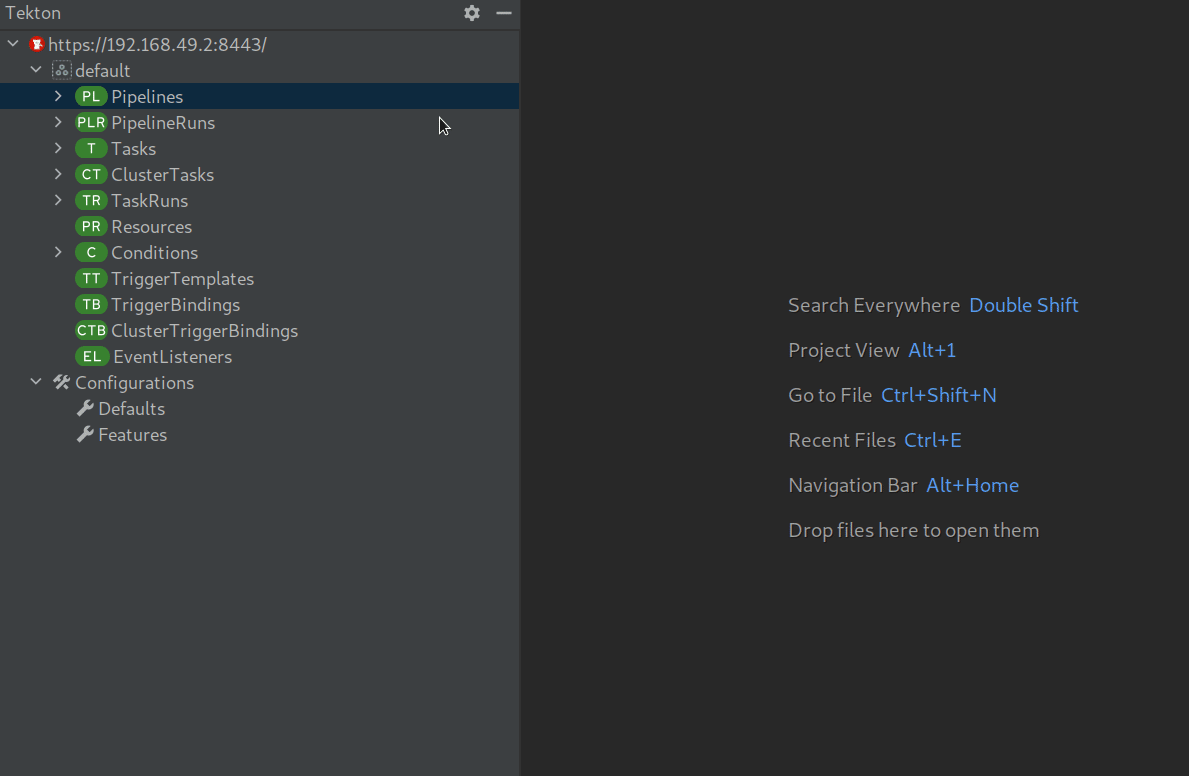 Tekton
https://192.168.49.2:8443/
default
PL Pipelines
PLR PipelineRuns
T Tasks
CT ClusterTasks
TR TaskRuns
PR Resources
C Conditions
TT TriggerTemplates
TB TriggerBindings
CTB ClusterTriggerBindings
EL EventListeners
Configurations
Defaults
Features
Search Everywhere Double Shift
Project View Alt+1
Go to File Ctrl+Shift+N
Recent Files Ctrl+E
Navigation Bar Alt+Home
Drop files here to open them